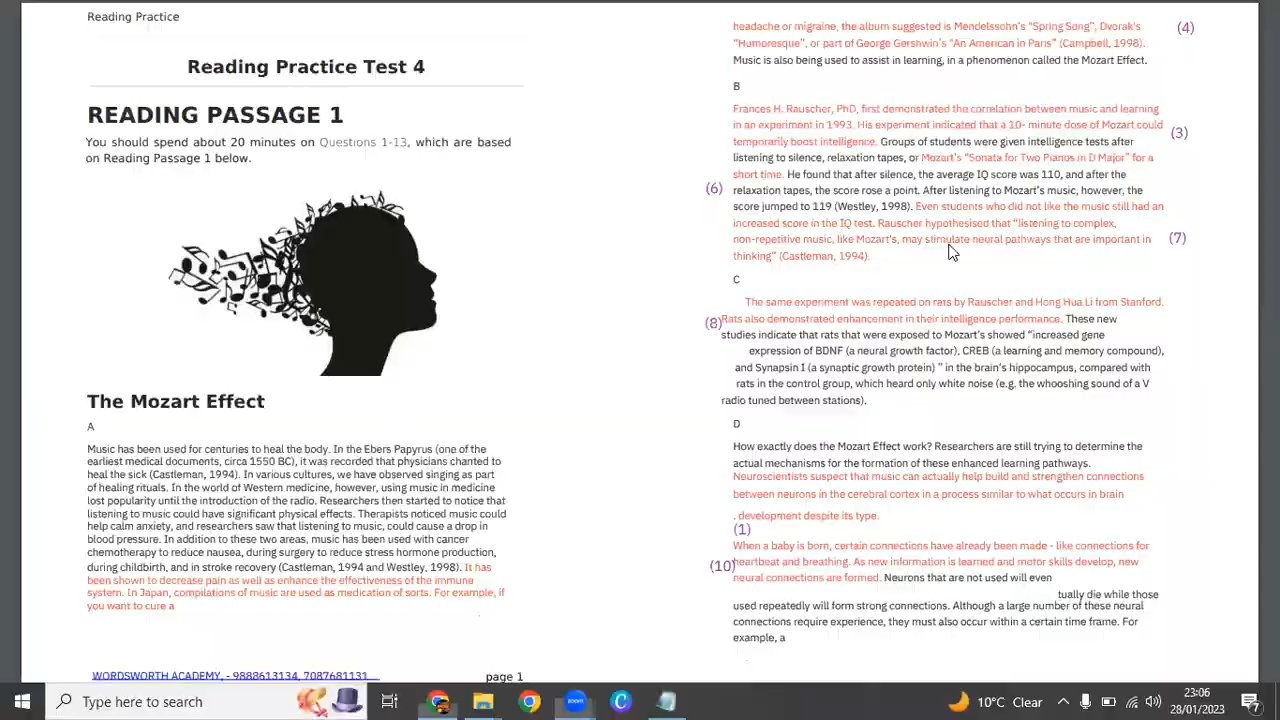 Reading Practice
Reading Practice Test 4
READING PASSAGE 1
You should spend about 20 minutes on Questions 1-13, which are based
on Reading Passage 1 below.
The Mozart Effect
A
Music has been used for centuries to heal the body. In the Ebers Papyrus (one of the
earliest medical documents, circa 1550 BC), it was recorded that physicians chanted to
heal the sick (Castleman, 1994). In various cultures, we have observed singing as part
of healing rituals. In the world of Western medicine, however, using music in medicine
lost popularity until the introduction of the radio. Researchers then started to notice that
listening to music could have significant physical effects. Therapists noticed music could
help calm anxiety, and researchers saw that listening to music, could cause a drop in
blood pressure. In addition to these two areas, music has been used with cancer
chemotherapy to reduce nausea, during surgery to reduce stress hormone production,
during childbirth, and in stroke recovery (Castleman, 1994 and Westley, 1998). It has
been shown to decrease pain as well as enhance the effectiveness of the immune
system. In Japan, compilations of music are used as medication of sorts. For example, if
you want to cure a
WORDSWORTH ACADEMY, - 9888613134, 7087681131
page 1
headache or migraine, the album suggested is Mendelssohn's "Spring Song", Dvorak's
(4)
"Humoresque", or part of George Gershwin's "An American in Paris" (Campbell, 1998).
Music is also being used to assist in learning, in a phenomenon called the Mozart Effect.
B
Frances H. Rauscher, PhD, first demonstrated the correlation between music and learning
in an experiment in 1993. His experiment indicated that a 10- minute dose of Mozart could
(3)
temporarily boost intelligence. Groups of students were given intelligence tests after
listening to silence, relaxation tapes, or Mozart's "Sonata for Two Pianos in D Major" for a
short time. He found that after silence, the average IQ score was 110, and after the
(6)
relaxation tapes, the score rose a point. After listening to Mozart's music, however, the
score jumped to 119 (Westley, 1998). Even students who did not like the music still had an
increased score in the IQ test. Rauscher hypothesised that "listening to complex,
non-repetitive music, like Mozart's, may stimulate neural pathways that are important in
(7)
thinking" (Castleman, 1994).
C
The same experiment was repeated on rats by Rauscher and Hong Hua Li from Stanford.
(8)
Rats also demonstrated enhancement in their intelligence performance. These new
studies indicate that rats that were exposed to Mozart's showed "increased gene
expression of BDNF (a neural growth factor), CREB (a learning and memory compound),
and Synapsin I (a synaptic growth protein) " in the brain's hippocampus, compared with
rats in the control group, which heard only white noise (e.g. the whooshing sound of a V
radio tuned between stations).
D
How exactly does the Mozart Effect work? Researchers are still trying to determine the
actual mechanisms for the formation of these enhanced learning pathways.
Neuroscientists suspect that music can actually help build and strengthen connections
between neurons in the cerebral cortex in a process similar to what occurs in brain
. development despite its type.
(1)
When a baby is born, certain connections have already been made - like connections for
(10)
heartbeat and breathing. As new information is learned and motor skills develop, new
neural connections are formed. Neurons that are not used will even
tually die while those
used repeatedly will form strong connections. Although a large number of these neural
connections require experience, they must also occur within a certain time frame. For
example, a
Type here to search
zoom
10°C Clear
23:06
28/01/2023
7